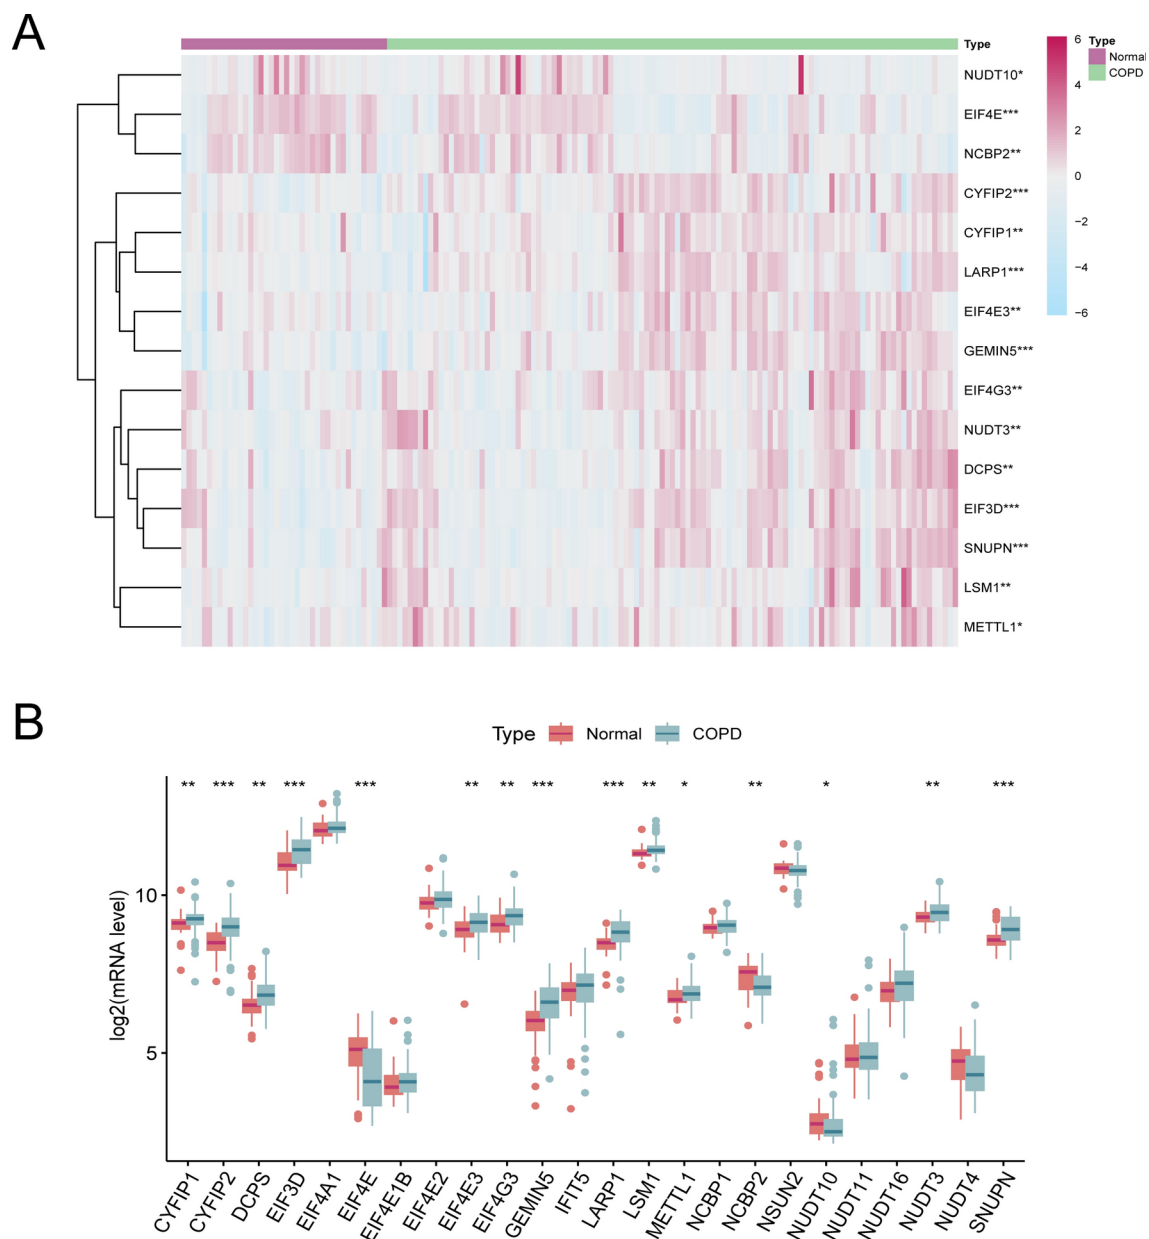 A
Type
NUDT10*
EIF4E***
NCBP2**
CYFIP2***
CYFIP1**
LARP1***
EIF4E3**
GEMIN5***
EIF4G3**
NUDT3**
DCPS**
EIF3D***
SNUPN***
LSM1**
METTL1*
6
4
2
0
−2
−4
−6
Type
Normal
COPD
B
Type Normal COPD
** *** ** *** *** ** ** *** *** ** * ** * ** ***
log2(mRNA level)
10
5
CYFIP1
CYFIP2
DCPS
EIF3D
EIF4A1
EIF4E
EIF4E1B
EIF4E2
EIF4E3
EIF4G3
GEMIN5
IFIT5
LARP1
LSM1
METTL1
NCBP1
NCBP2
NSUN2
NUDT10
NUDT11
NUDT16
NUDT3
NUDT4
SNUPN